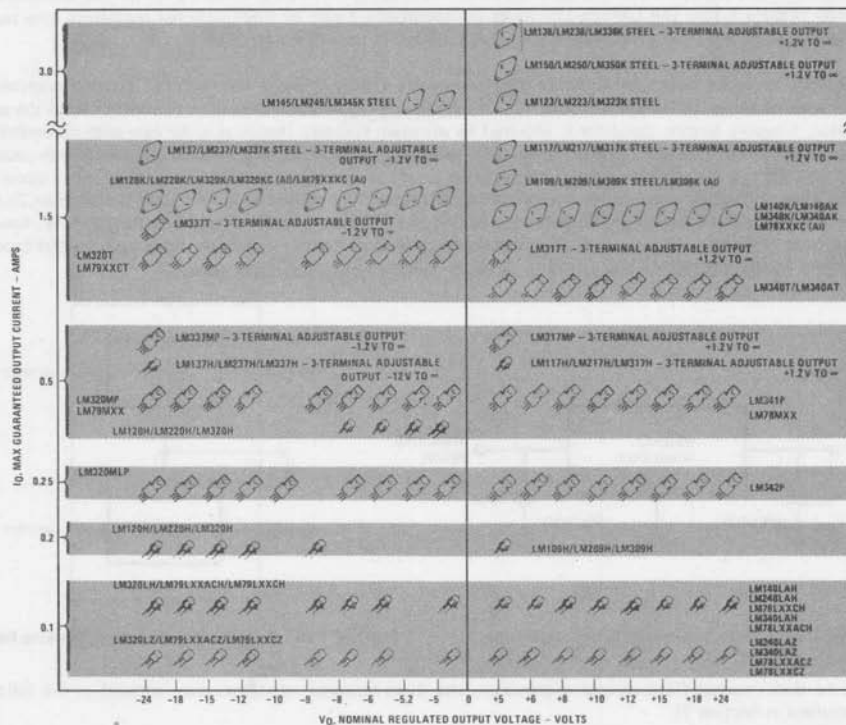 LM138/LM238/LM338K STEEL – 3-TERMINAL ADJUSTABLE OUTPUT
+1.2V TO ∞
3.0
LM150/LM250/LM350K STEEL – 3-TERMINAL ADJUSTABLE OUTPUT
+1.2V TO ∞
LM145/LM245/LM345K STEEL
LM123/LM223/LM323K STEEL
LM137/LM237/LM337K STEEL – 3-TERMINAL ADJUSTABLE
OUTPUT –1.2V TO ∞
LM117/LM217/LM317K STEEL – 3-TERMINAL ADJUSTABLE OUTPUT
+1.2V TO ∞
LM120K/LM220K/LM320K/LM320KC (Al)/LM79XXKC (Al)
LM109/LM209/LM309K STEEL/LM309K (Al)
1.5
LM337T – 3-TERMINAL ADJUSTABLE OUTPUT
–1.2V TO ∞
LM140K/LM140AK
LM340K/LM340AK
LM78XXKC (Al)
LM320T
LM79XXCT
LM317T – 3-TERMINAL ADJUSTABLE OUTPUT
+1.2V TO ∞
LM340T/LM340AT
IO, MAX GUARANTEED OUTPUT CURRENT – AMPS
LM337MP – 3-TERMINAL ADJUSTABLE OUTPUT
–1.2V TO ∞
LM317MP – 3-TERMINAL ADJUSTABLE OUTPUT
+1.2V TO ∞
0.5
LM137H/LM237H/LM337H – 3-TERMINAL ADJUSTABLE
OUTPUT –12V TO ∞
LM117H/LM217H/LM317H – 3-TERMINAL ADJUSTABLE OUTPUT
+1.2V TO ∞
LM320MP
LM79MXX
LM341P
LM78MXX
LM120H/LM220H/LM320H
0.25
LM320MLP
LM342P
0.2
LM120H/LM220H/LM320H
LM109H/LM209H/LM309H
0.1
LM320LH/LM79LXXACH/LM79LXXCH
LM140LAH
LM240LAH
LM78LXXCH
LM340LAH
LM78LXXACH
LM320LZ/LM79LXXACZ/LM79LXXCZ
LM240LAZ
LM340LAZ
LM78LXXACZ
LM78LXXCZ
-24 -18 -15 -12 -10 -9 -8 -6 -5.2 -5 0 +5 +6 +8 +10 +12 +15 +18 +24
VO, NOMINAL REGULATED OUTPUT VOLTAGE – VOLTS